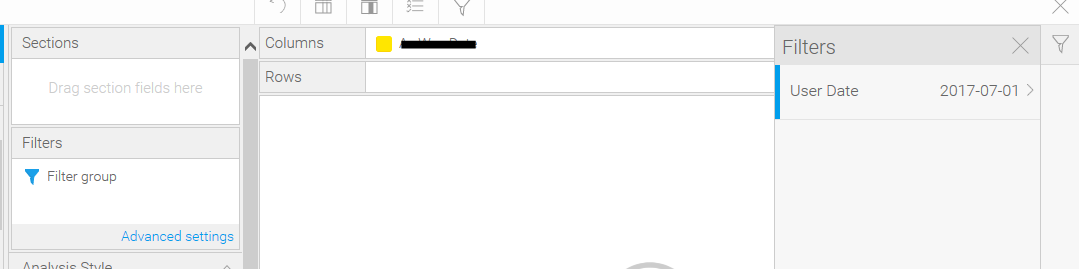 Sections
Drag section fields here
Filters
Filter group
Advanced settings
Analysis Style
Columns
Rows
Filters
User Date 2017-07-01